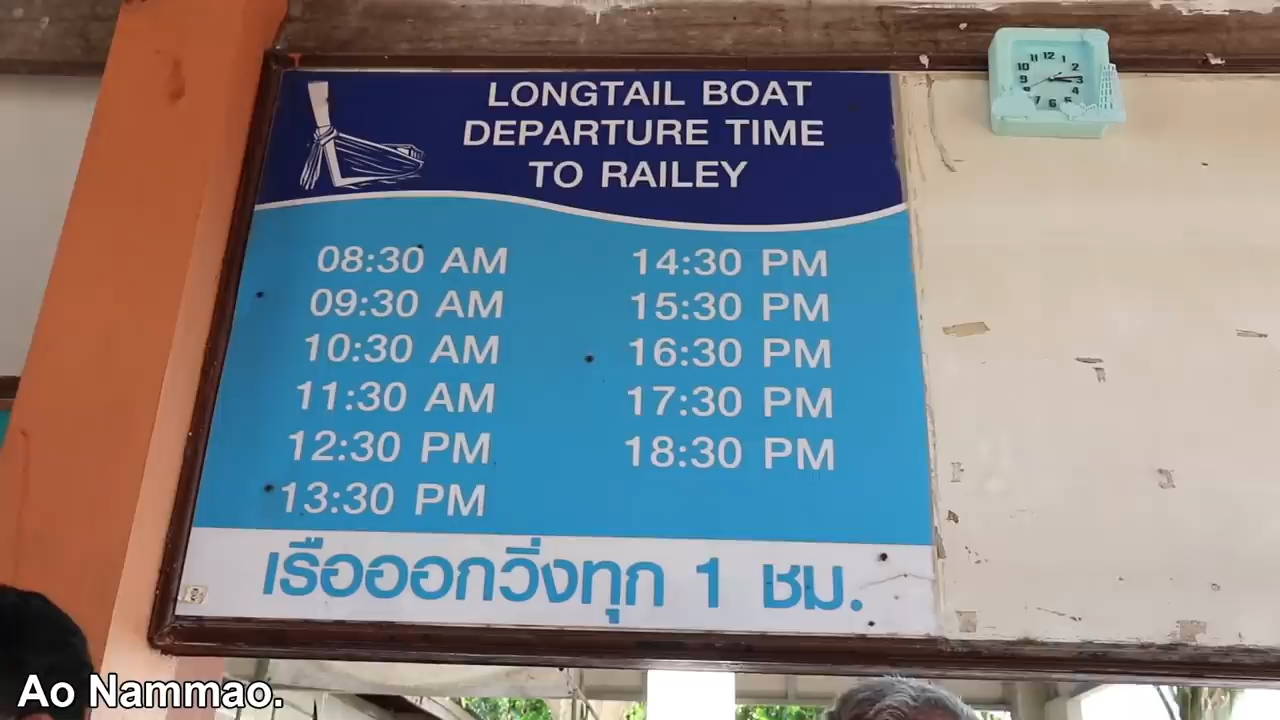 LONGTAIL BOAT
DEPARTURE TIME
TO RAILEY
08:30 AM
09:30 AM
10:30 AM
11:30 AM
12:30 PM
13:30 PM
14:30 PM
15:30 PM
16:30 PM
17:30 PM
18:30 PM
เรือออกวิ่งทุก 1 ชม.
Ao Nammao.